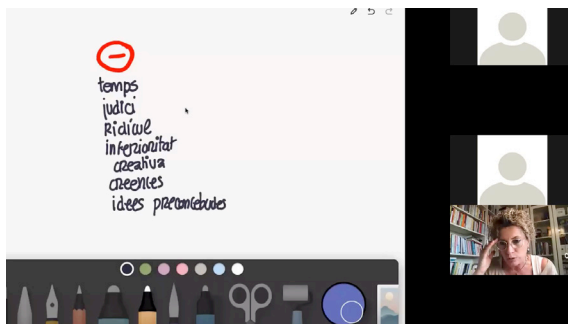 temps
judici
Ridícul
inferioritat
creativa
creences
idees preconcebudes